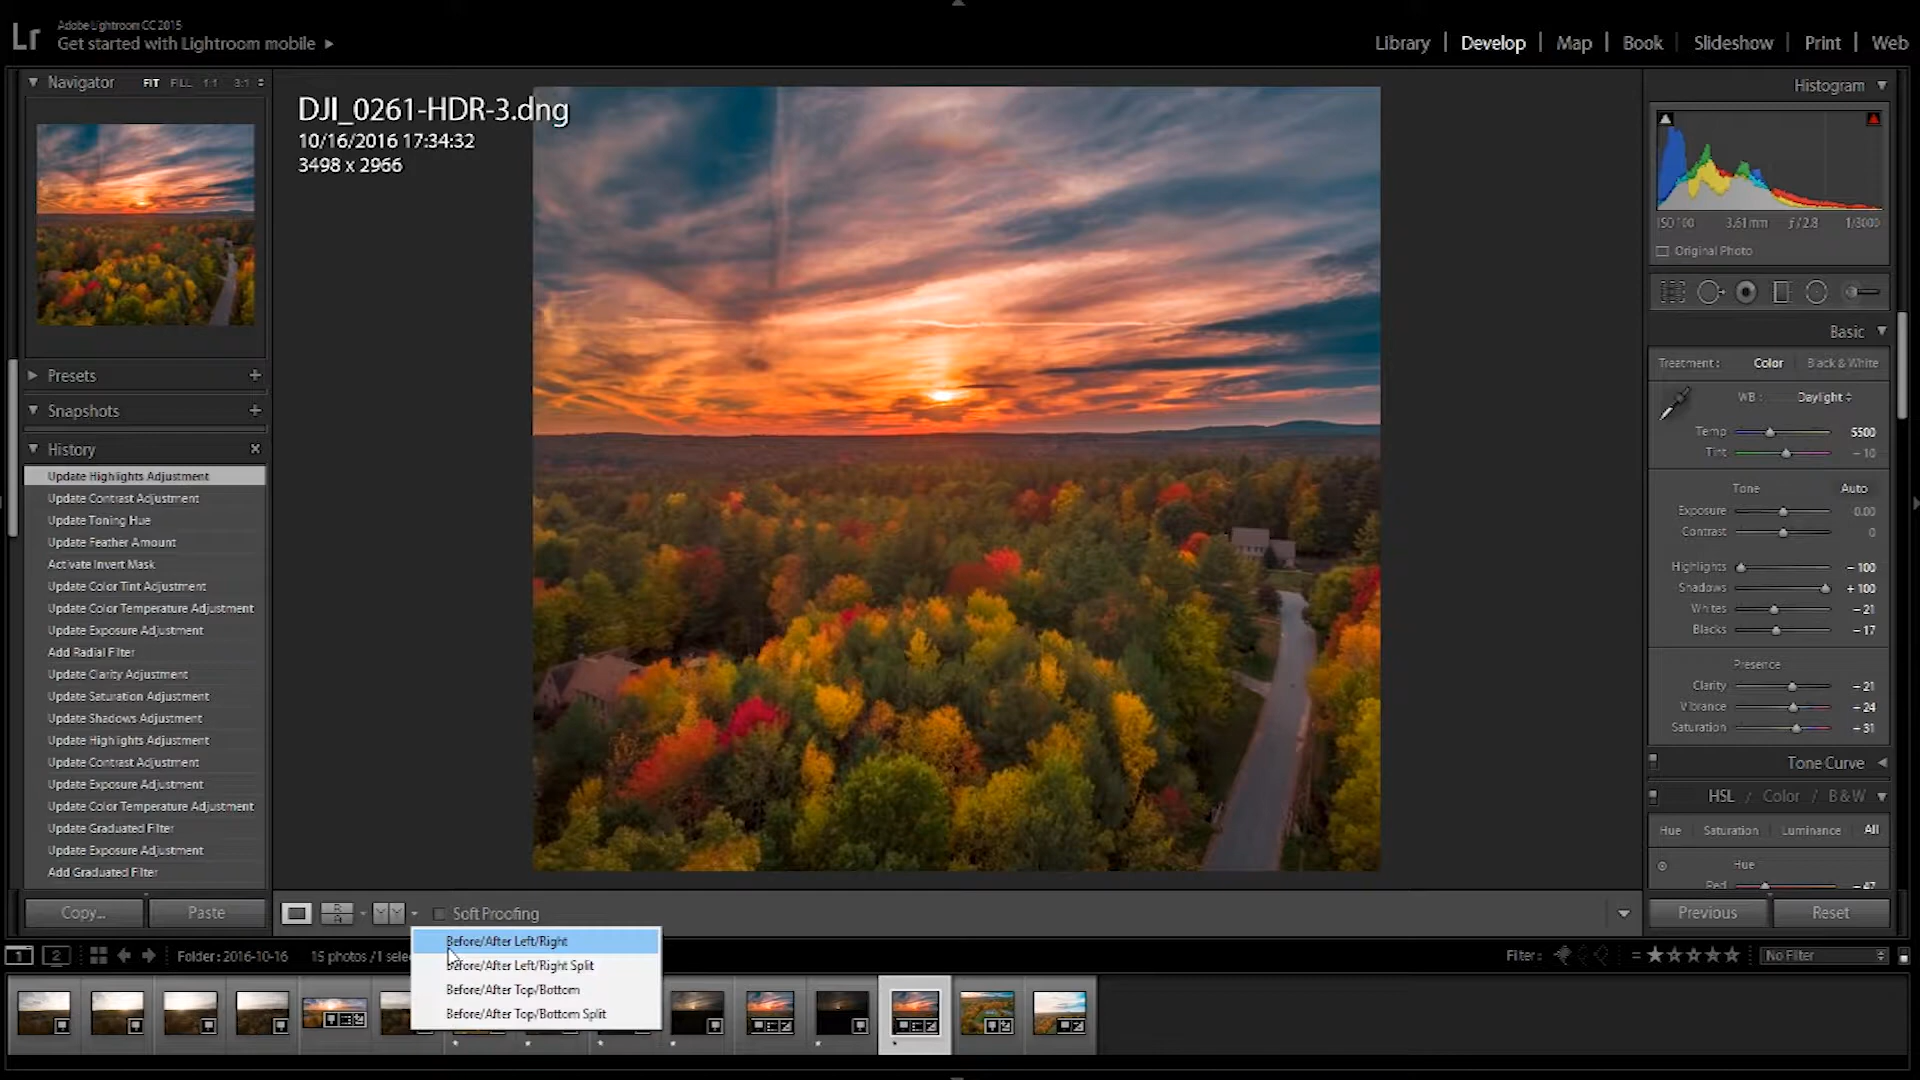 Lr
Adobe Lightroom CC 2015
Get started with Lightroom mobile
Library | Develop | Map | Book | Slideshow | Print | Web
Navigator FIT FILL 1:1 3:1
Presets
Snapshots
History
Update Highlights Adjustment
Update Contrast Adjustment
Update Toning Hue
Update Feather Amount
Activate Invert Mask
Update Color Tint Adjustment
Update Color Temperature Adjustment
Update Exposure Adjustment
Add Radial Filter
Update Clarity Adjustment
Update Saturation Adjustment
Update Shadows Adjustment
Update Highlights Adjustment
Update Contrast Adjustment
Update Exposure Adjustment
Update Color Temperature Adjustment
Update Graduated Filter
Update Exposure Adjustment
Add Graduated Filter
Copy... Paste
DJI_0261-HDR-3.dng
10/16/2016 17:34:32
3498 x 2966
Histogram
ISO 100 3.61 mm ƒ / 2.8 1/3000
Original Photo
Basic
Treatment : Color Black & White
WB : Daylight
Temp 5500
Tint - 10
Tone Auto
Exposure 0.00
Contrast 0
Highlights - 100
Shadows + 100
Whites - 21
Blacks - 17
Presence
Clarity - 21
Vibrance - 24
Saturation - 31
Tone Curve
HSL / Color / B & W
Hue Saturation Luminance All
Hue
Red - 47
Previous Reset
R A Y Y Soft Proofing
Before/After Left/Right
Before/After Left/Right Split
Before/After Top/Bottom
Before/After Top/Bottom Split
1 2 Folder : 2016-10-16 15 photos / 1 sele
Filter : = No Filter